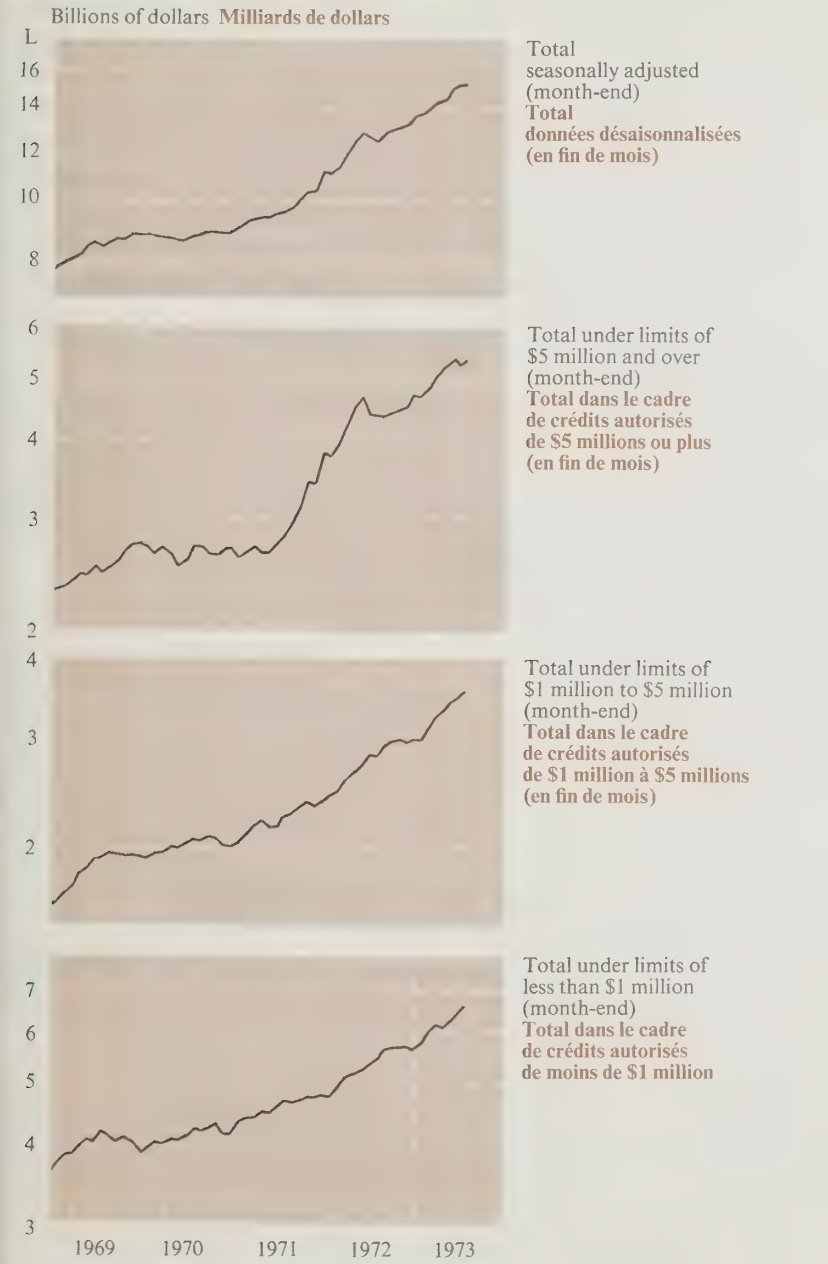 Billions of dollars Milliards de dollars
L
16
14
12
10
8
Total
seasonally adjusted
(month-end)
Total
données désaisonnalisées
(en fin de mois)
6
5
4
3
2
Total under limits of
$5 million and over
(month-end)
Total dans le cadre
de crédits autorisés
de $5 millions ou plus
(en fin de mois)
4
3
2
Total under limits of
$1 million to $5 million
(month-end)
Total dans le cadre
de crédits autorisés
de $1 million à $5 millions
(en fin de mois)
7
6
5
4
3
Total under limits of
less than $1 million
(month-end)
Total dans le cadre
de crédits autorisés
de moins de $1 million
1969 1970 1971 1972 1973